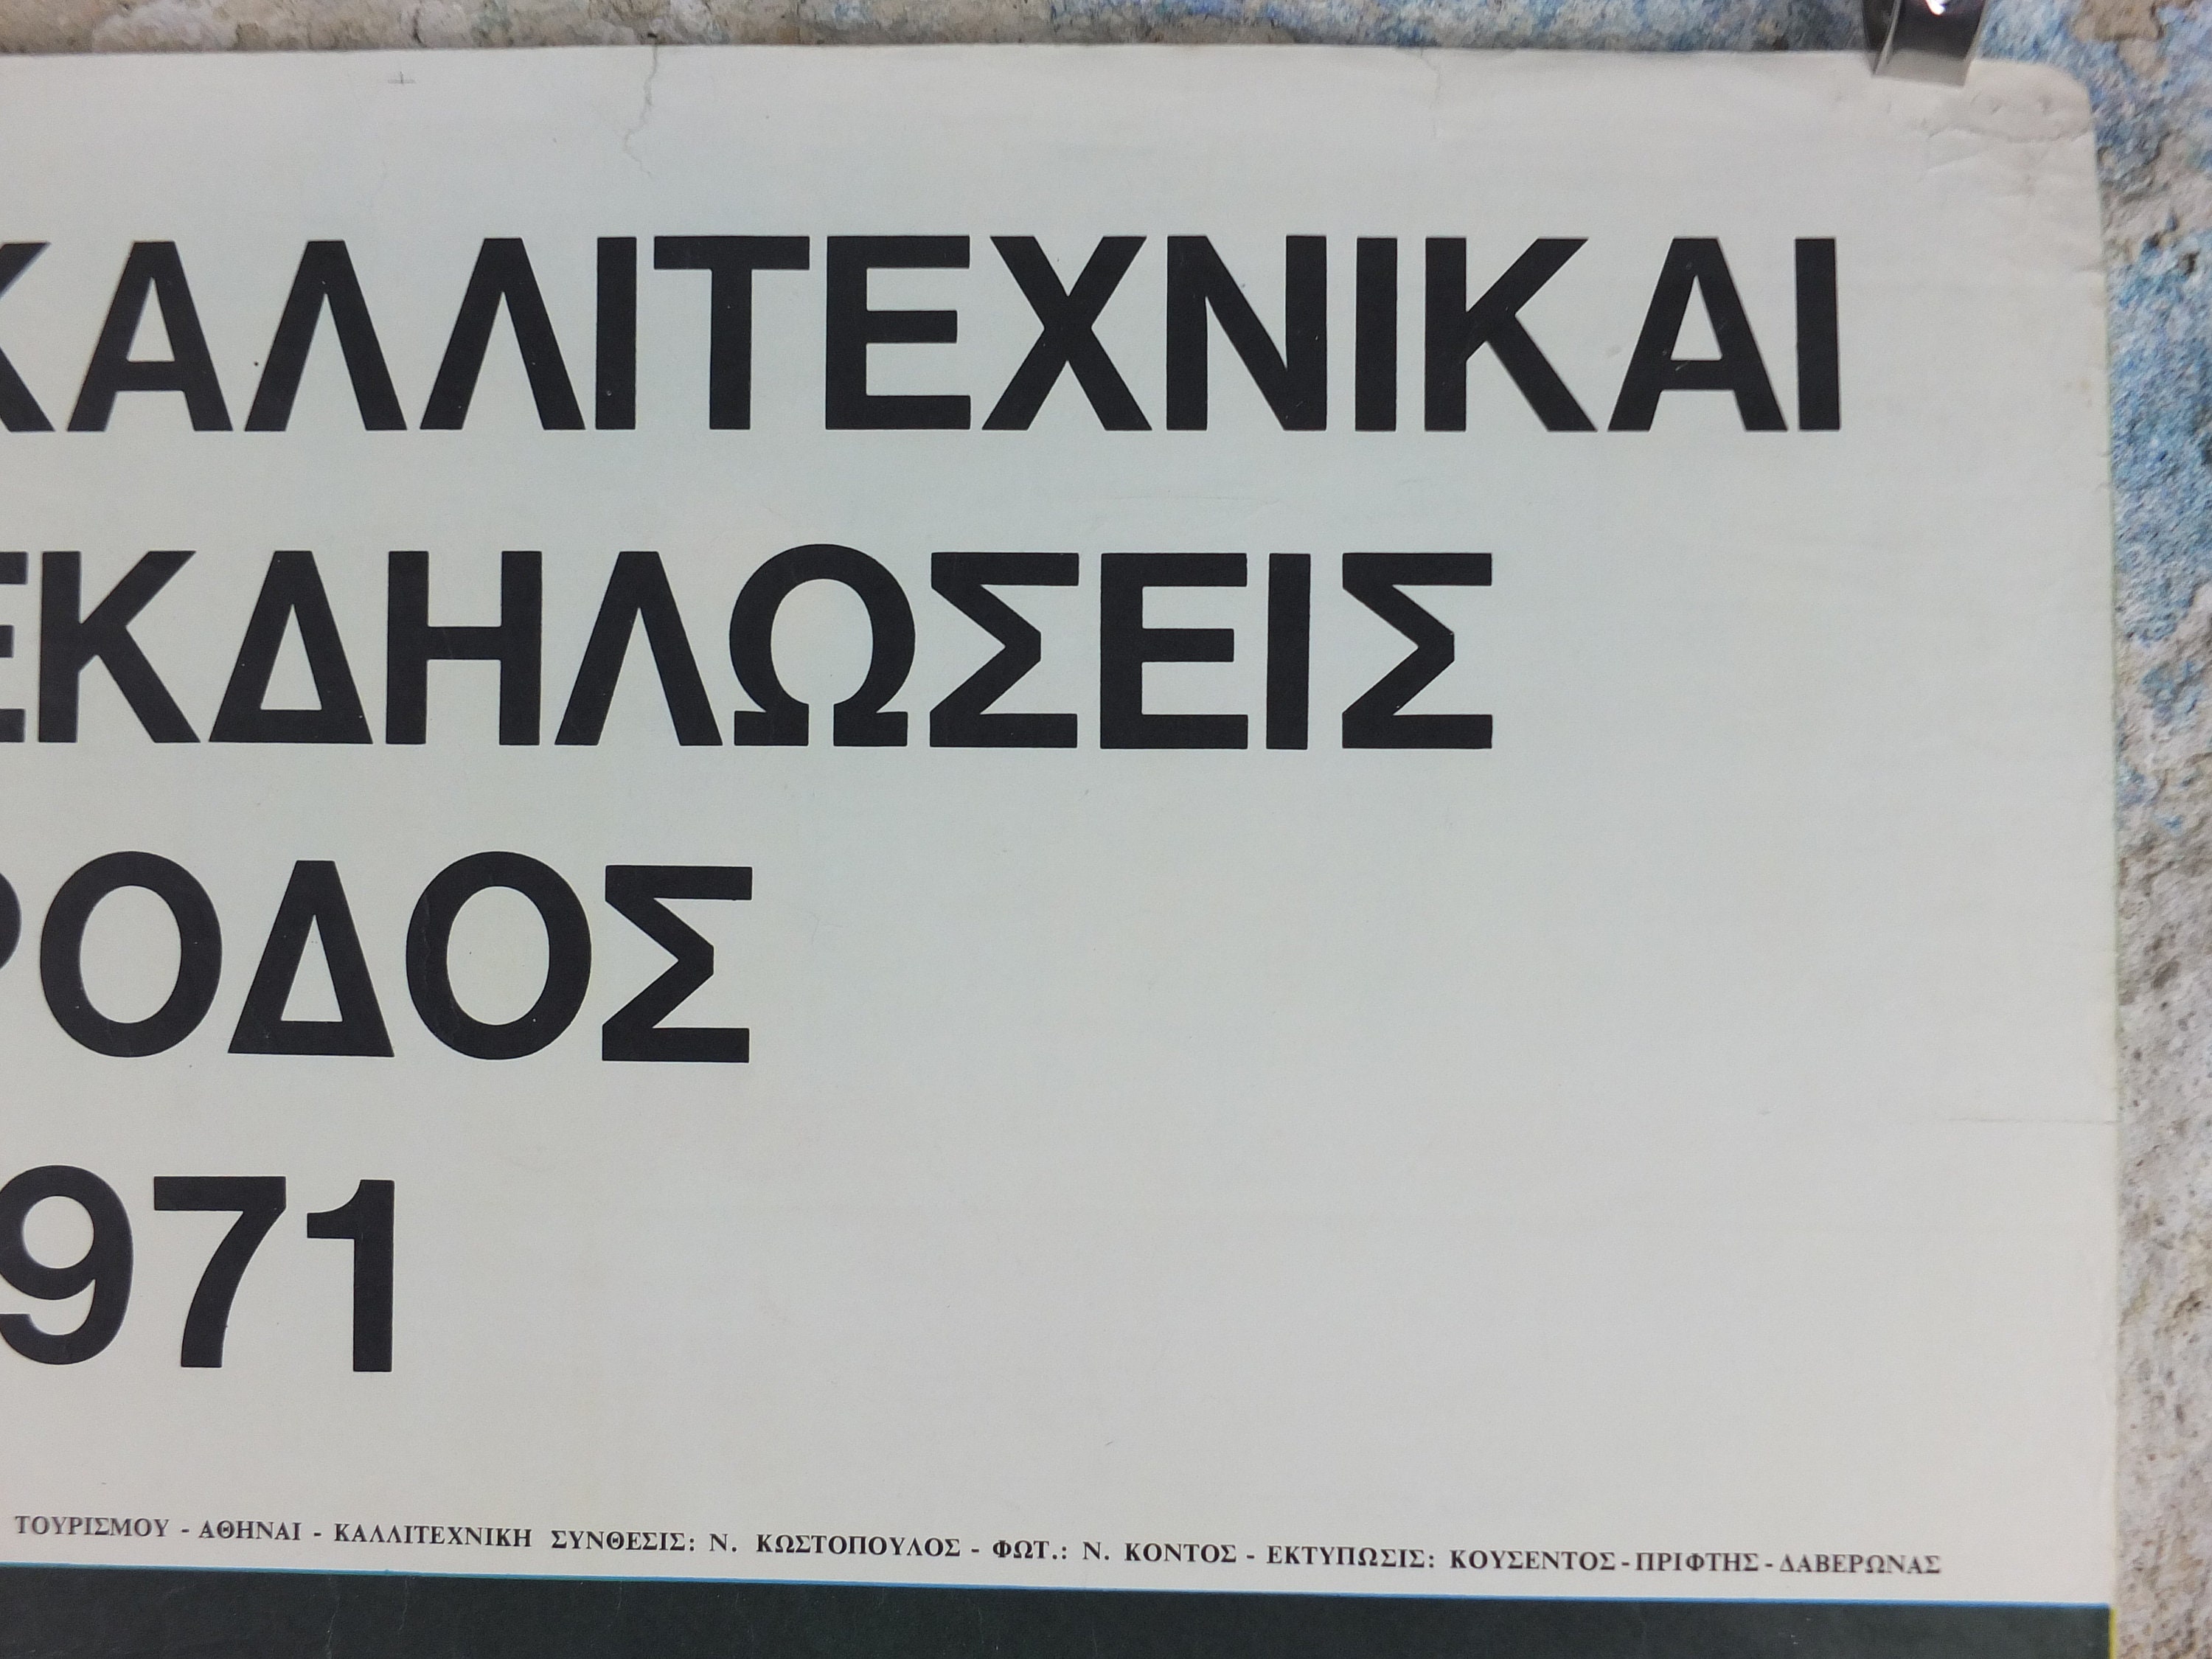 ΚΑΛΛΙΤΕΧΝΙΚΑΙ
ΕΚΔΗΛΩΣΕΙΣ
ΡΟΔΟΣ
971
ΤΟΥΡΙΣΜΟΥ - ΑΘΗΝΑΙ - ΚΑΛΛΙΤΕΧΝΙΚΗ ΣΥΝΘΕΣΙΣ: Ν. ΚΩΣΤΟΠΟΥΛΟΣ - ΦΩΤ.: Ν. ΚΟΝΤΟΣ - ΕΚΤΥΠΩΣΙΣ: ΚΟΥΣΕΝΤΟΣ - ΠΡΙΦΤΗΣ - ΔΑΒΕΡΩΝΑΣ